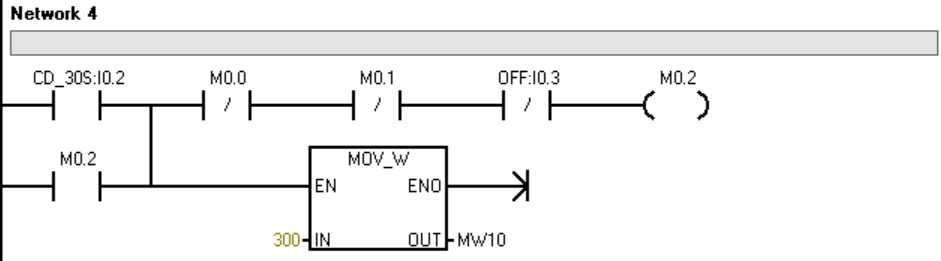 Network 4
CD_30S:I0.2 M0.0 M0.1 OFF:I0.3 M0.2
/ / /
M0.2 MOV_W
EN ENO
300 IN OUT MW10